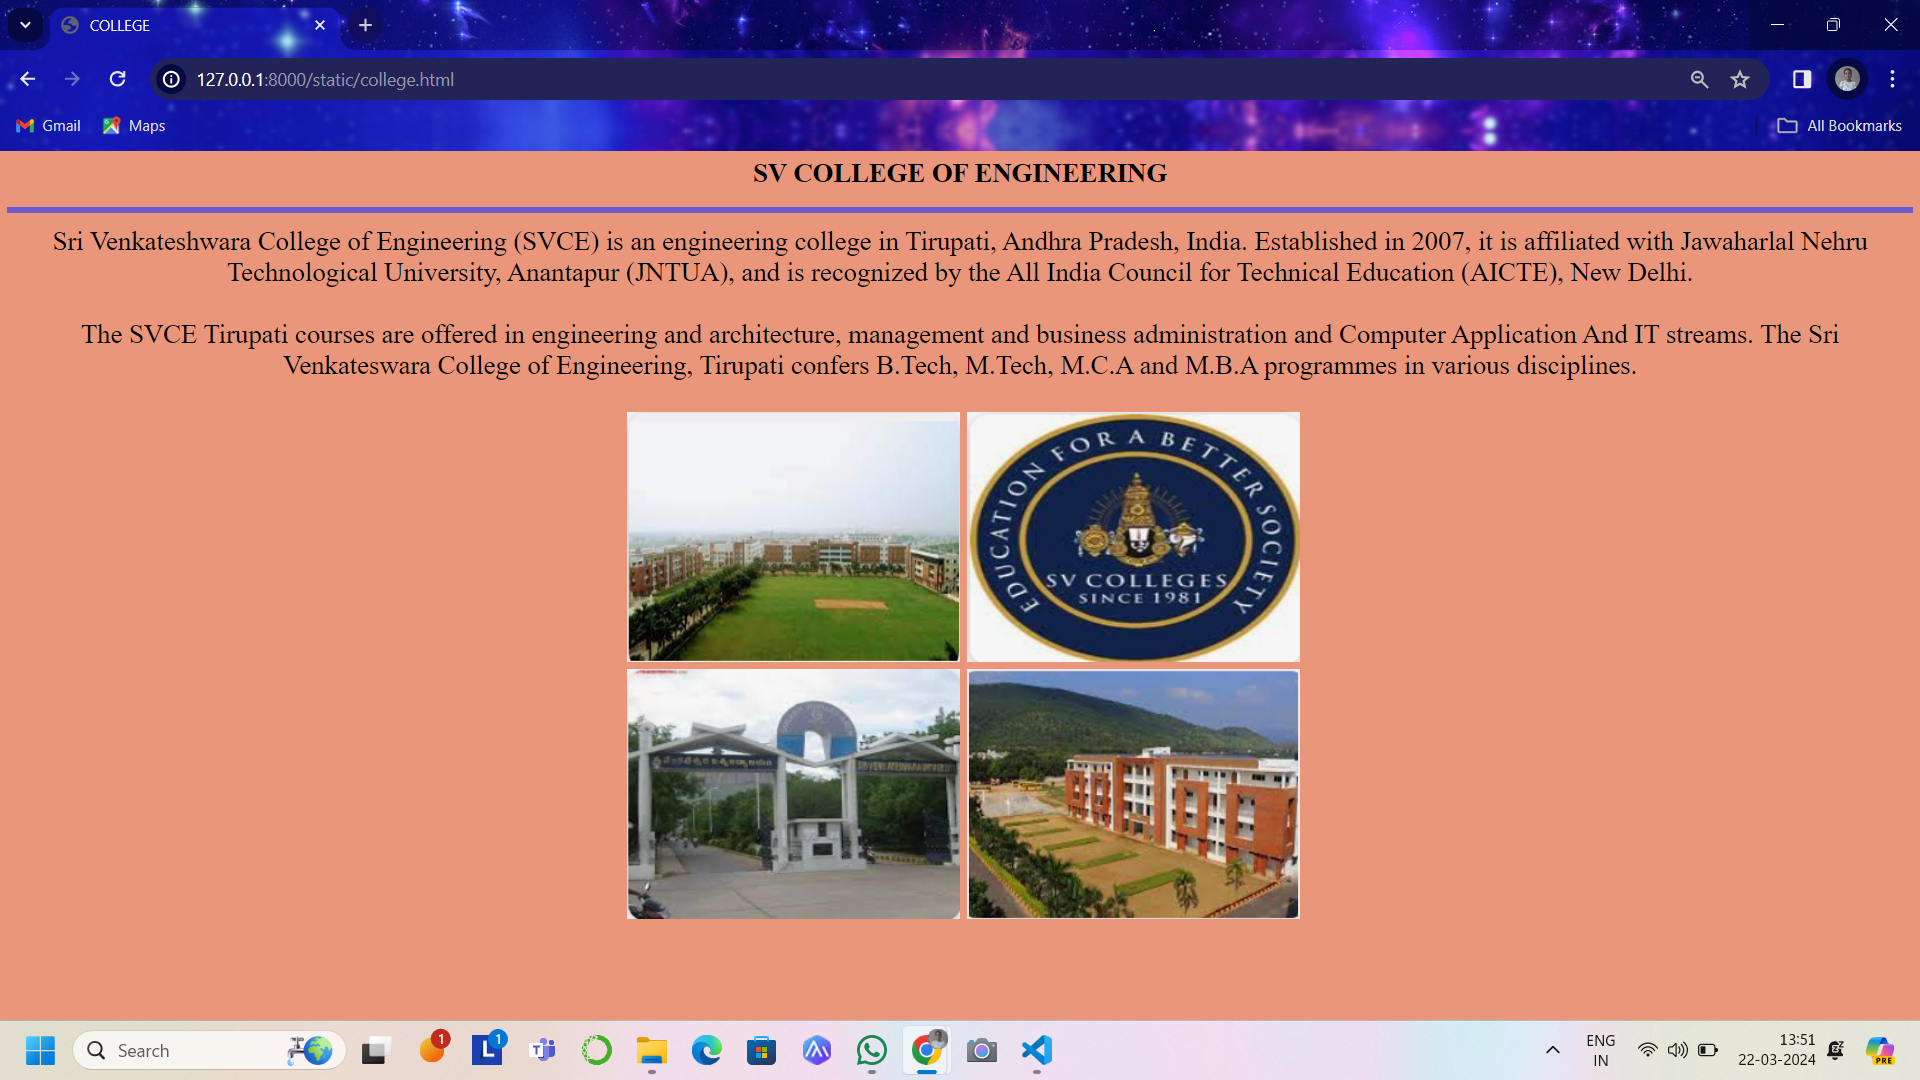 COLLEGE
127.0.0.1:8000/static/college.html
Gmail
Maps
All Bookmarks
SV COLLEGE OF ENGINEERING
Sri Venkateshwara College of Engineering (SVCE) is an engineering college in Tirupati, Andhra Pradesh, India. Established in 2007, it is affiliated with Jawaharlal Nehru
Technological University, Anantapur (JNTUA), and is recognized by the All India Council for Technical Education (AICTE), New Delhi.
The SVCE Tirupati courses are offered in engineering and architecture, management and business administration and Computer Application And IT streams. The Sri
Venkateswara College of Engineering, Tirupati confers B.Tech, M.Tech, M.C.A and M.B.A programmes in various disciplines.
EDUCATION FOR A BETTER SOCIETY
SV COLLEGES
SINCE 1981
Search
1
L
1
ENG
IN
13:51
22-03-2024
PRE